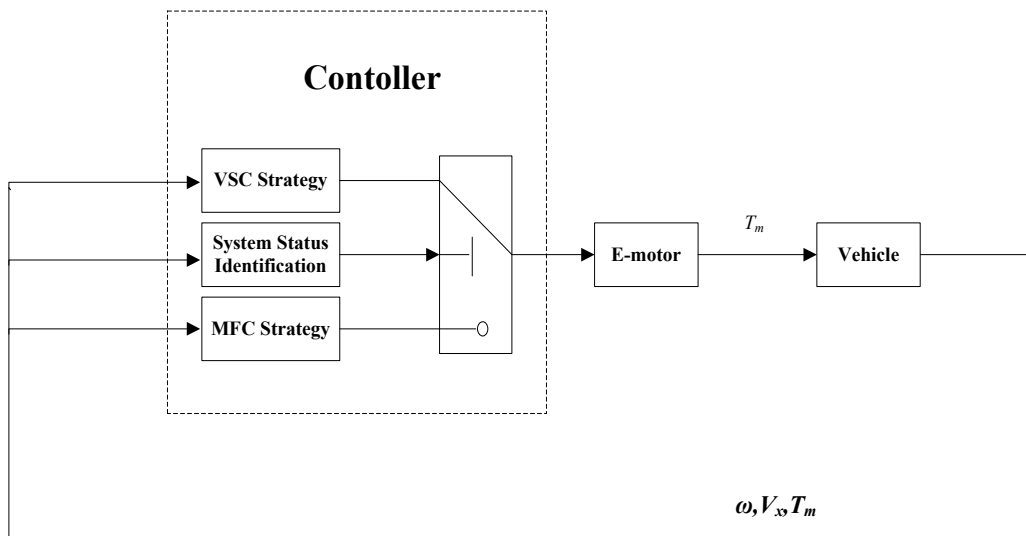 Contoller
VSC Strategy
System Status
Identification
MFC Strategy
E-motor
Tₘ
Vehicle
ω,Vₓ,Tₘ